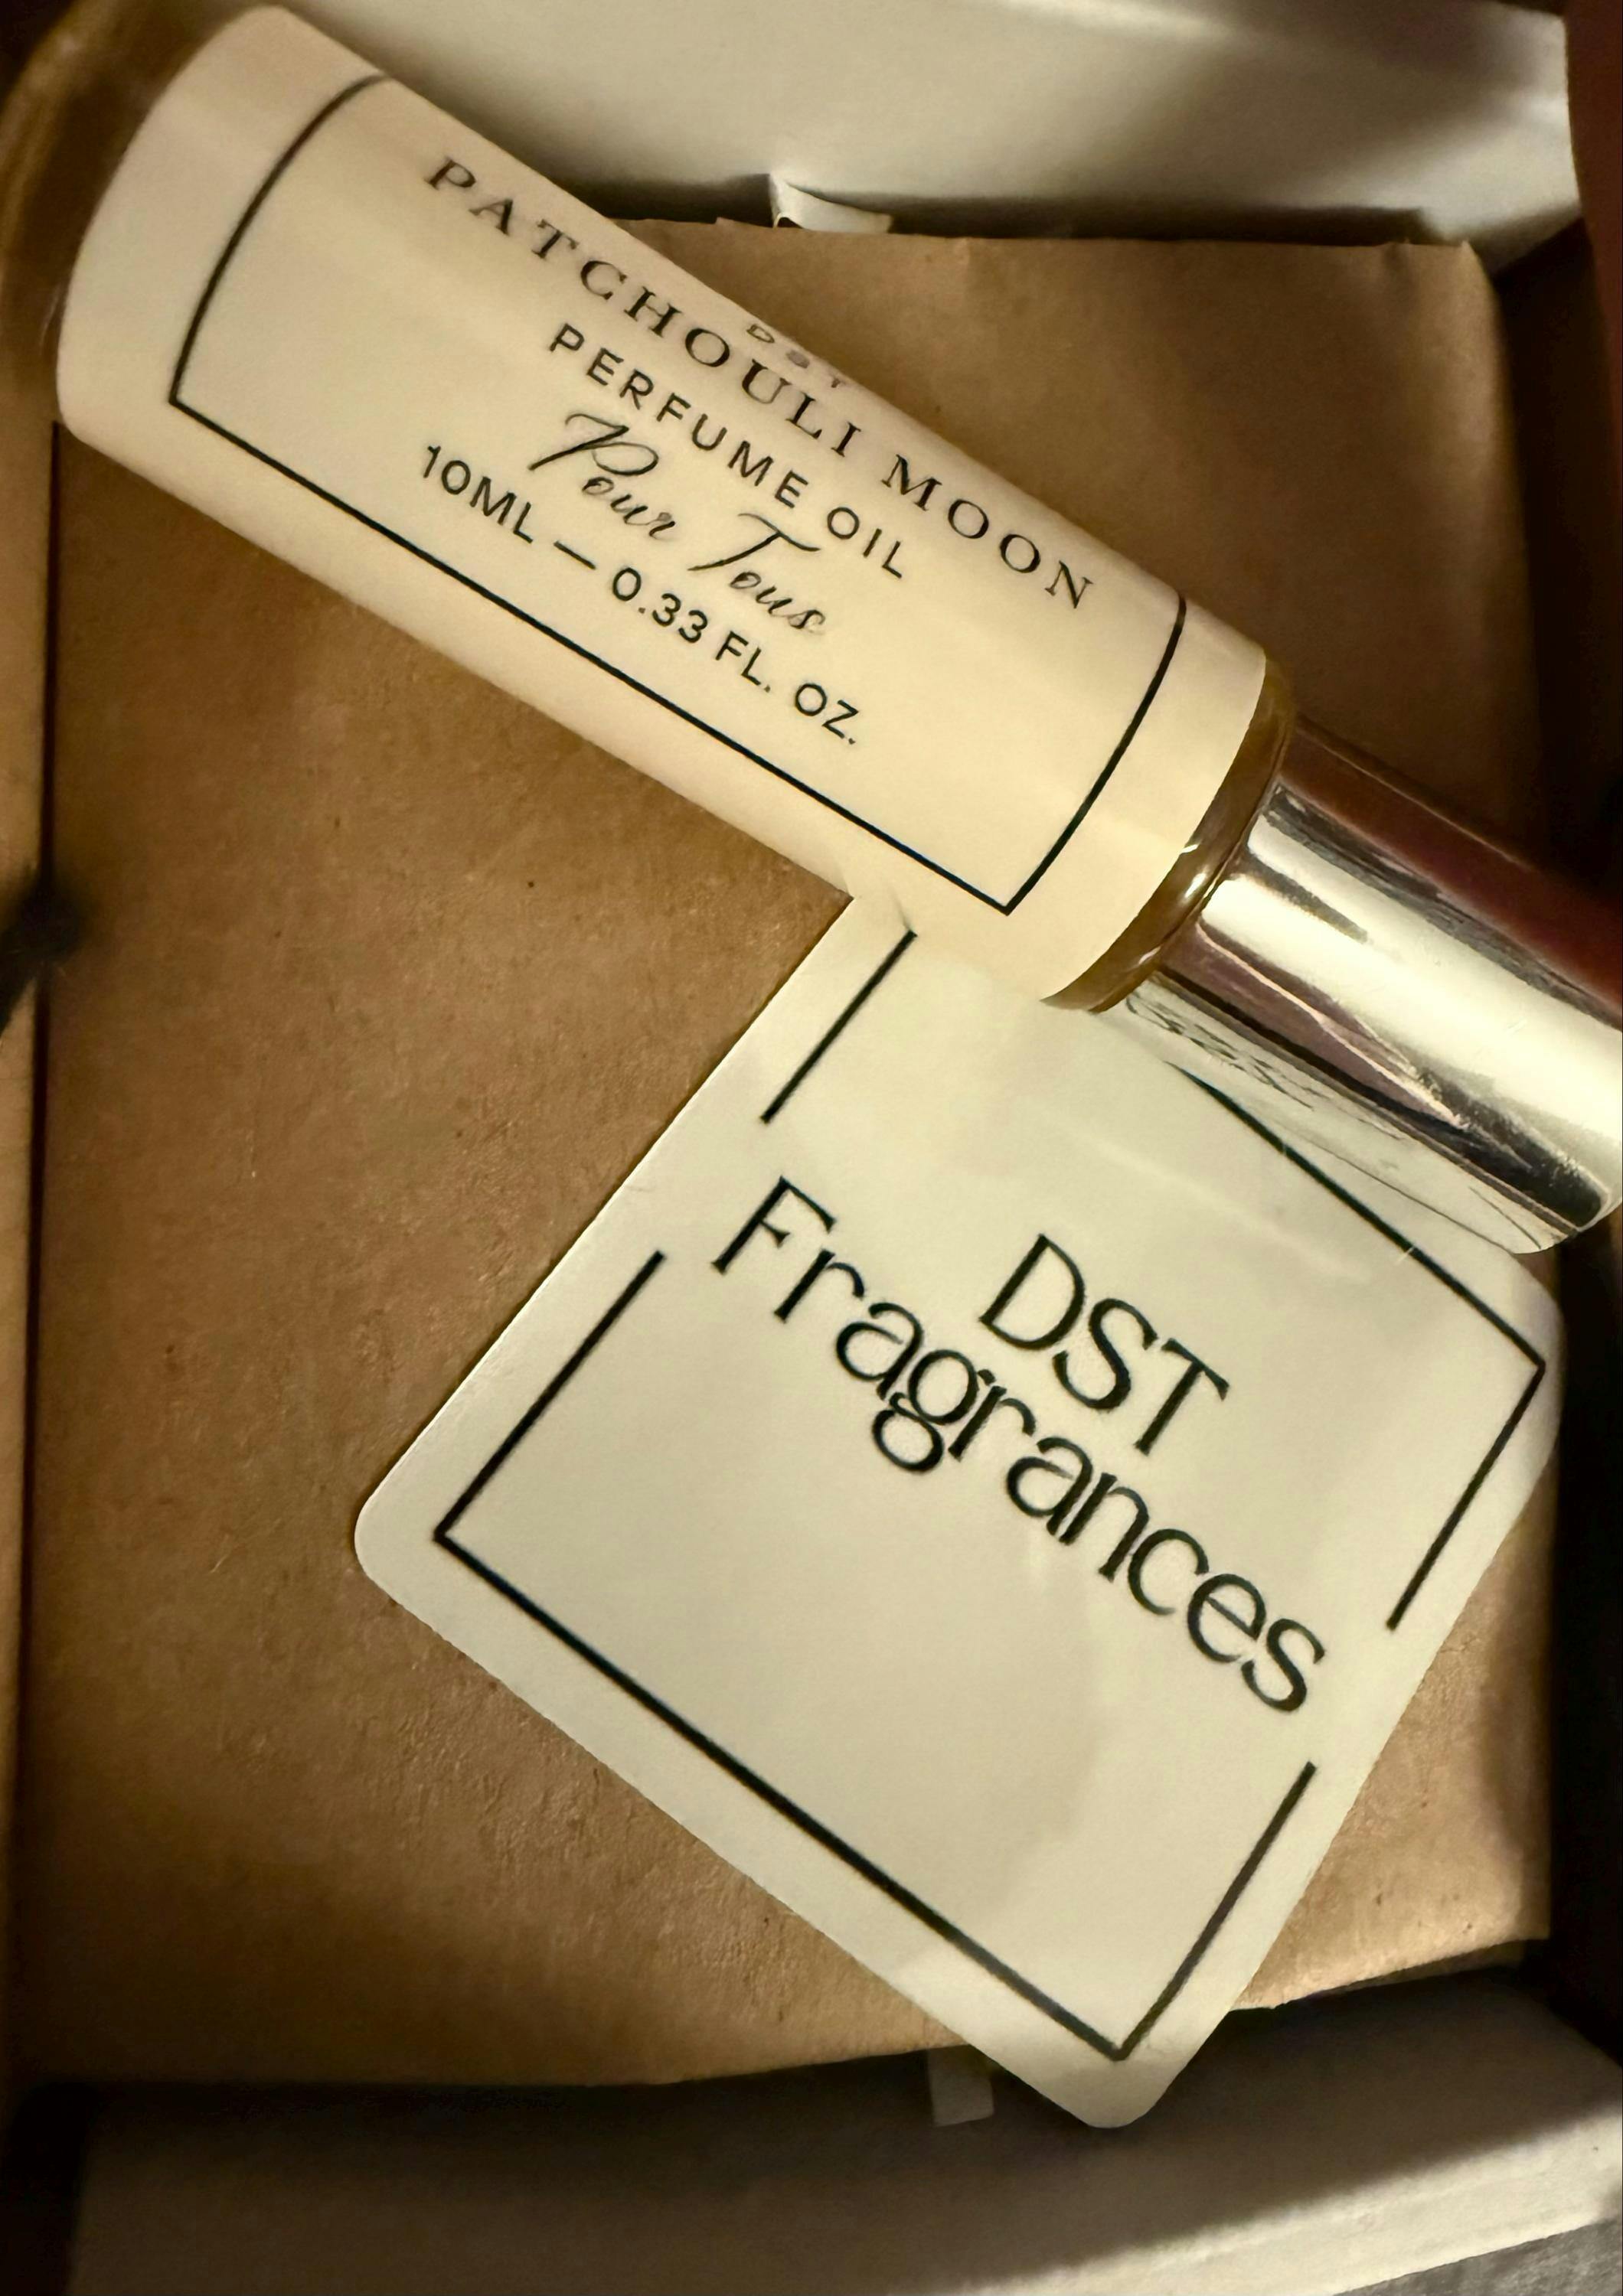 DST
PATCHOULI MOON
PERFUME OIL
Pour Tous
10ML — 0.33 FL. OZ.
DST
Fragrances